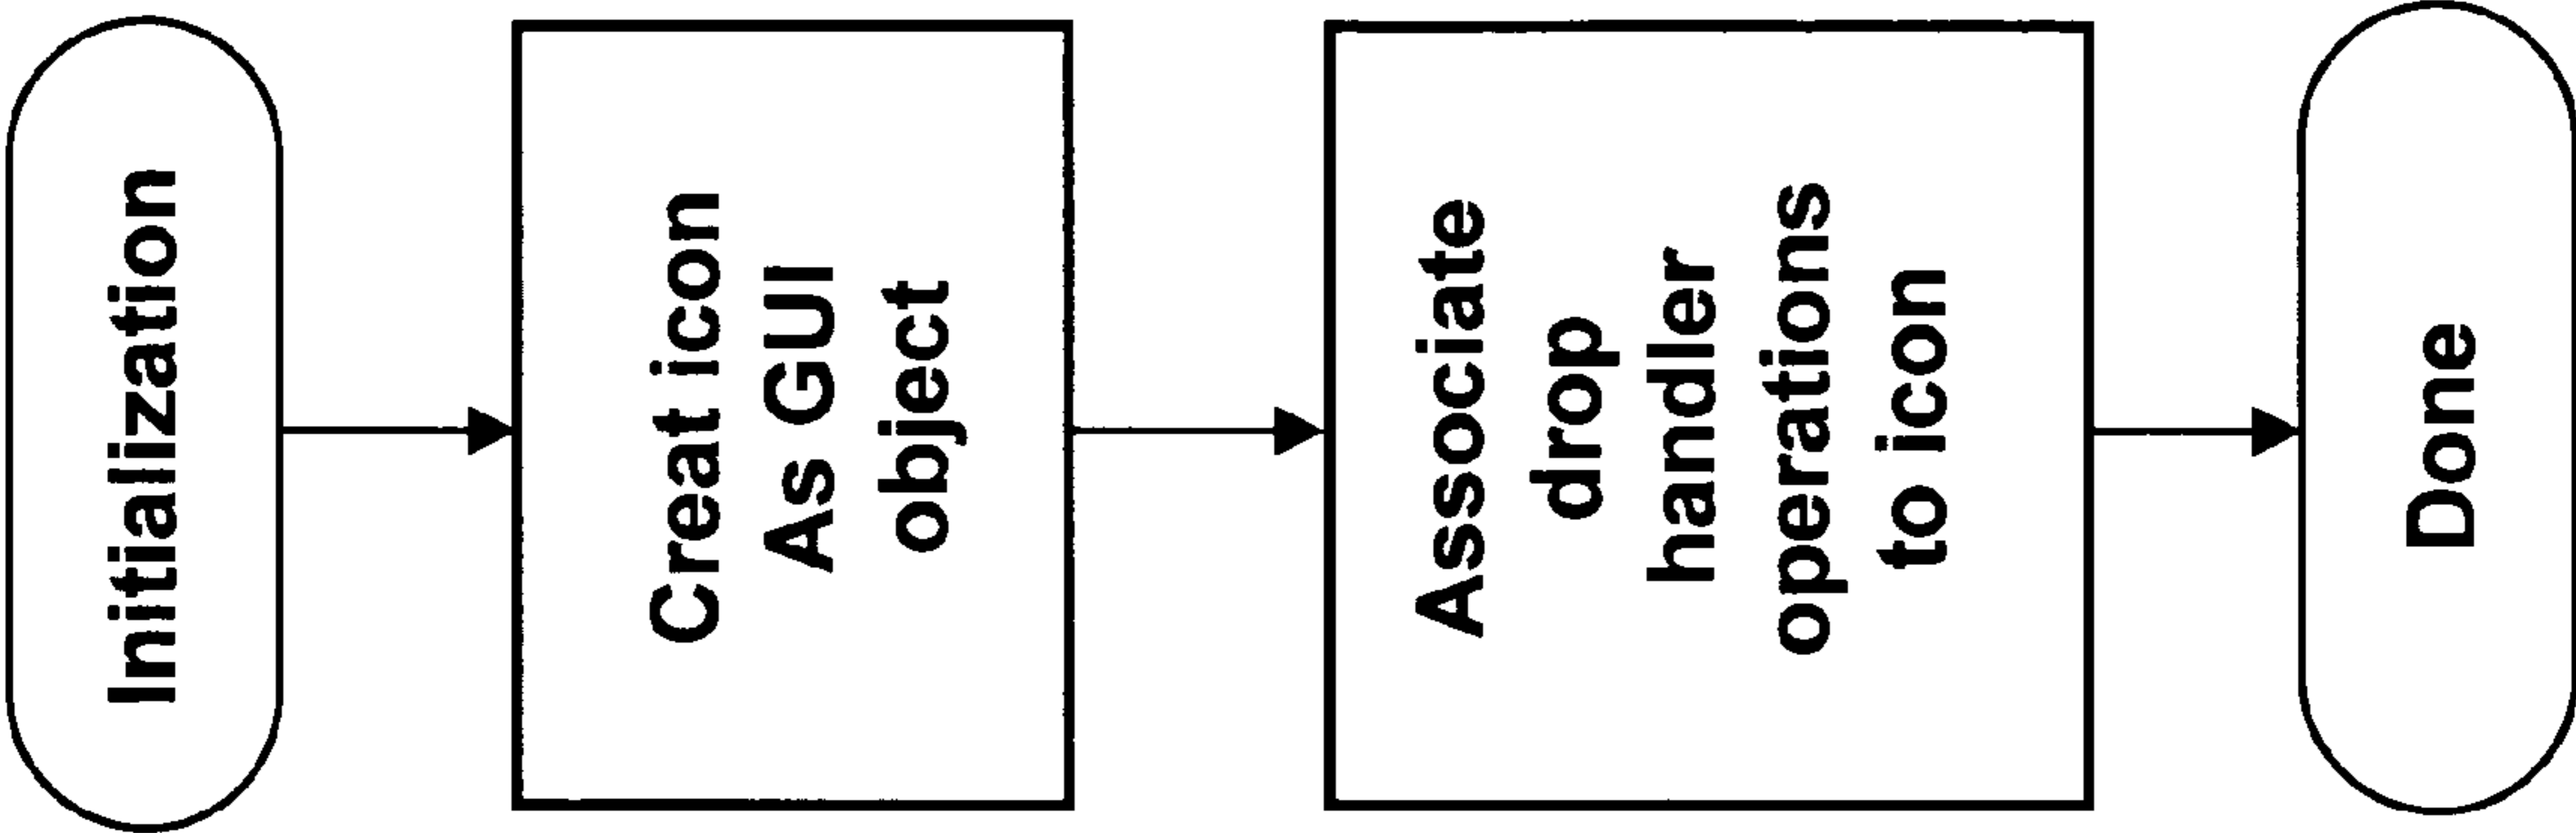 Initialization
Creat icon
As GUI
object
Associate
drop
handler
operations
to icon
Done